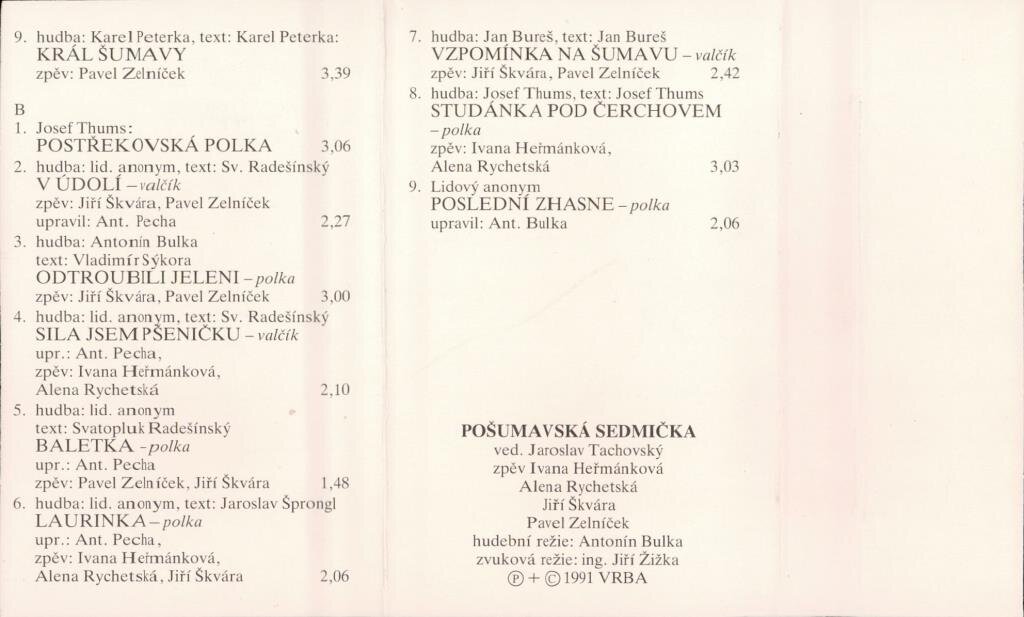 9. hudba: Karel Peterka, text: Karel Peterka:
KRÁL ŠUMAVY
zpěv: Pavel Zelníček 3,39
B
1. Josef Thums:
POSTŘEKOVSKÁ POLKA 3,06
2. hudba: lid. anonym, text: Sv. Radešínský
V ÚDOLÍ – valčík
zpěv: Jiří Škvára, Pavel Zelníček
upravil: Ant. Pecha 2,27
3. hudba: Antonín Bulka
text: Vladimír Sýkora
ODTROUBILI JELENI – polka
zpěv: Jiří Škvára, Pavel Zelníček 3,00
4. hudba: lid. anonym, text: Sv. Radešínský
SILA JSEM PŠENIČKU – valčík
upr.: Ant. Pecha,
zpěv: Ivana Heřmánková,
Alena Rychetská 2,10
5. hudba: lid. anonym
text: Svatopluk Radešínský
BALETKA - polka
upr.: Ant. Pecha
zpěv: Pavel Zelníček, Jiří Škvára 1,48
6. hudba: lid. anonym, text: Jaroslav Šprongl
LAURINKA – polka
upr.: Ant. Pecha,
zpěv: Ivana Heřmánková,
Alena Rychetská, Jiří Škvára 2,06
7. hudba: Jan Bureš, text: Jan Bureš
VZPOMÍNKA NA ŠUMAVU – valčík
zpěv: Jiří Škvára, Pavel Zelníček 2,42
8. hudba: Josef Thums, text: Josef Thums
STUDÁNKA POD ČERCHOVEM
– polka
zpěv: Ivana Heřmánková,
Alena Rychetská 3,03
9. Lidový anonym
POSLEDNÍ ZHASNE – polka
upravil: Ant. Bulka 2,06
POŠUMAVSKÁ SEDMIČKA
ved. Jaroslav Tachovský
zpěv Ivana Heřmánková
Alena Rychetská
Jiří Škvára
Pavel Zelníček
hudební režie: Antonín Bulka
zvuková režie: ing. Jiří Žižka
Ⓟ + © 1991 VRBA